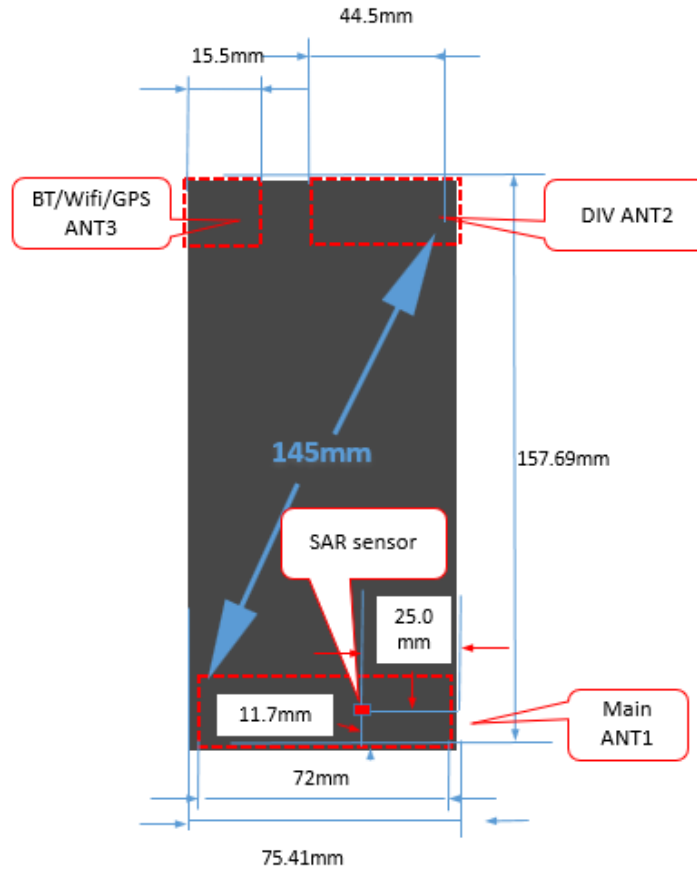 44.5mm
15.5mm
BT/Wifi/GPS
ANT3
DIV ANT2
145mm
157.69mm
SAR sensor
25.0
mm
11.7mm
Main
ANT1
72mm
75.41mm